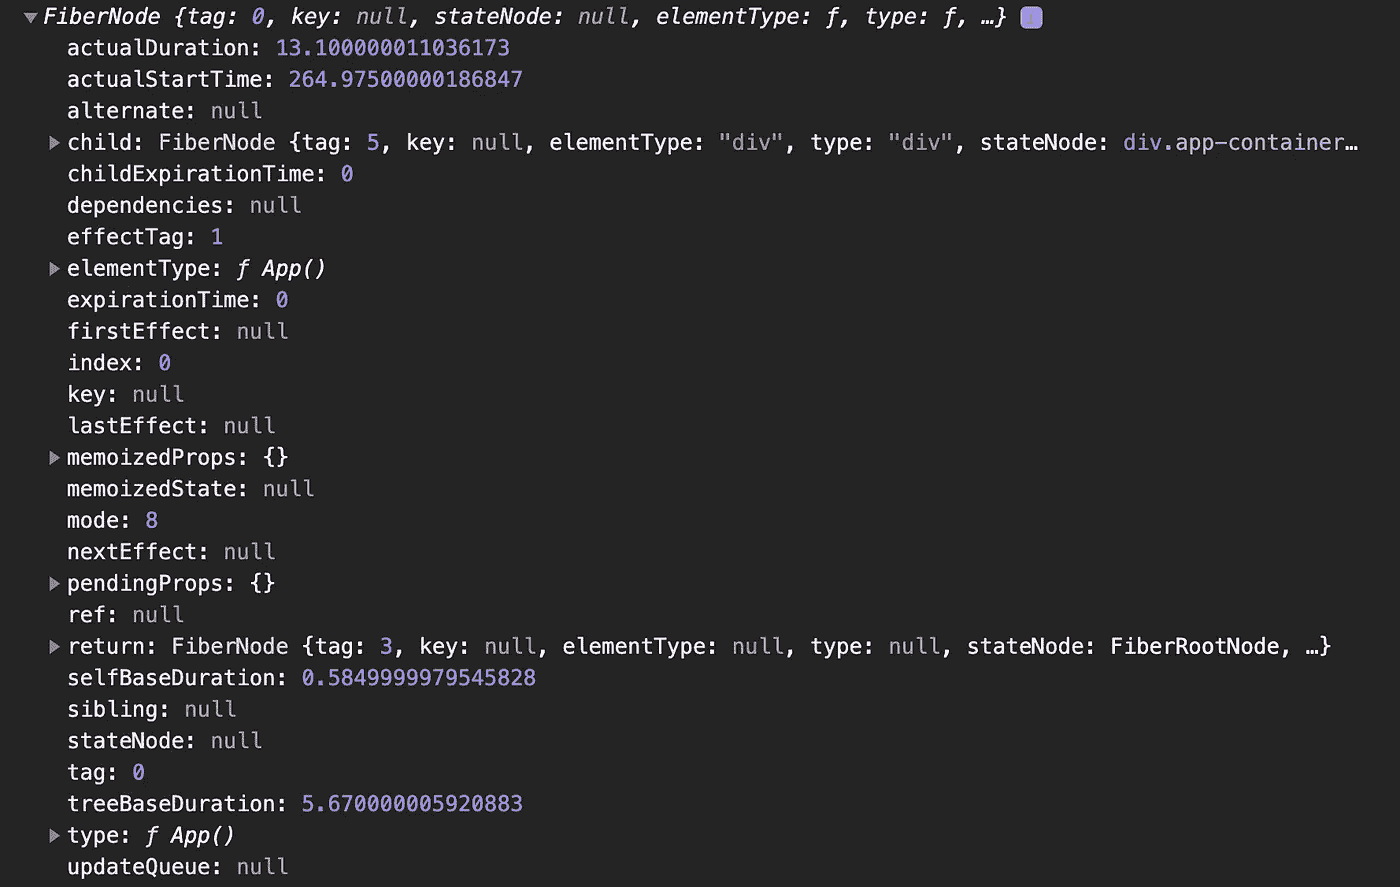 FiberNode {tag: 0, key: null, stateNode: null, elementType: ƒ, type: ƒ, …} i
actualDuration: 13.100000011036173
actualStartTime: 264.97500000186847
alternate: null
child: FiberNode {tag: 5, key: null, elementType: "div", type: "div", stateNode: div.app-container…
childExpirationTime: 0
dependencies: null
effectTag: 1
elementType: ƒ App()
expirationTime: 0
firstEffect: null
index: 0
key: null
lastEffect: null
memoizedProps: {}
memoizedState: null
mode: 8
nextEffect: null
pendingProps: {}
ref: null
return: FiberNode {tag: 3, key: null, elementType: null, type: null, stateNode: FiberRootNode, …}
selfBaseDuration: 0.5849999979545828
sibling: null
stateNode: null
tag: 0
treeBaseDuration: 5.670000005920883
type: ƒ App()
updateQueue: null